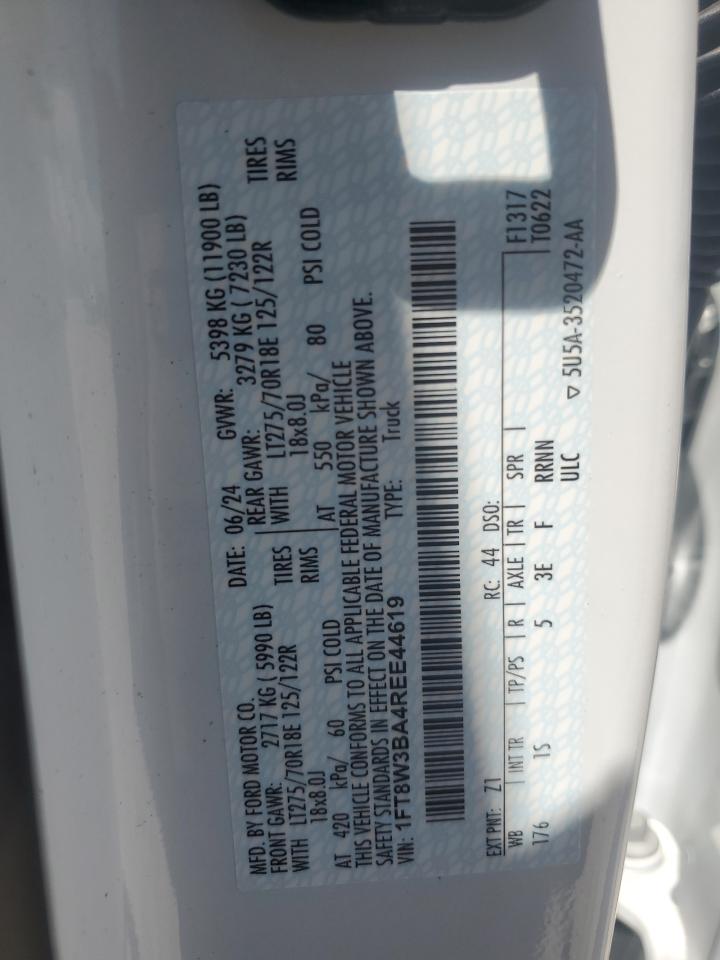 MFD. BY FORD MOTOR CO.
DATE: 06/24 GVWR: 5398 KG (11900 LB)
FRONT GAWR: 2717 KG ( 5990 LB) REAR GAWR: 3279 KG ( 7230 LB)
WITH LT275/70R18E 125/122R TIRES WITH LT275/70R18E 125/122R TIRES
18x8.0J RIMS 18x8.0J RIMS
AT 420 kPa/ 60 PSI COLD AT 550 kPa/ 80 PSI COLD
THIS VEHICLE CONFORMS TO ALL APPLICABLE FEDERAL MOTOR VEHICLE
SAFETY STANDARDS IN EFFECT ON THE DATE OF MANUFACTURE SHOWN ABOVE.
VIN: 1FT8W3BA4REE44619 TYPE: Truck
EXT PNT: Z1 RC: 44 DSO: F1317
WB INT TR TP/PS R AXLE TR SPR T0622
176 1S 5 3E F RRNN
ULC ▽ 5U5A-3520472-AA